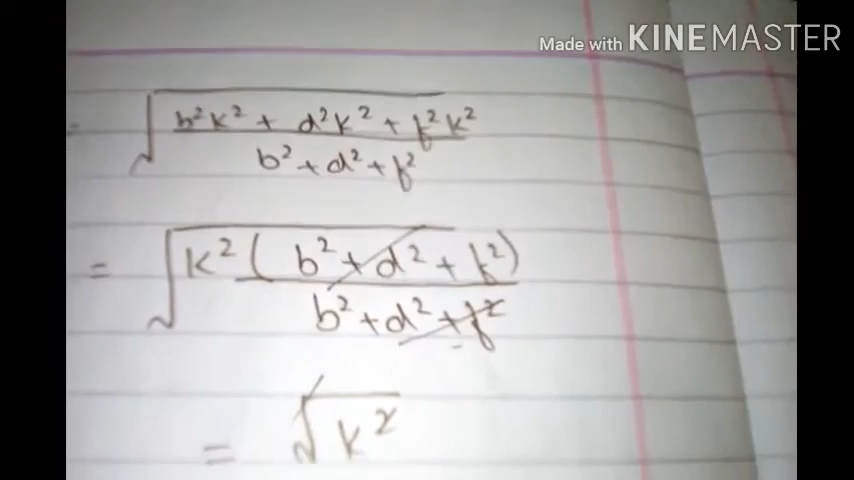 Made with KINEMASTER
√(b²k² + d²k² + f²k² / b² + d² + f²)
= √(k² (b² + d² + f²) / b² + d² + f²)
= √k²